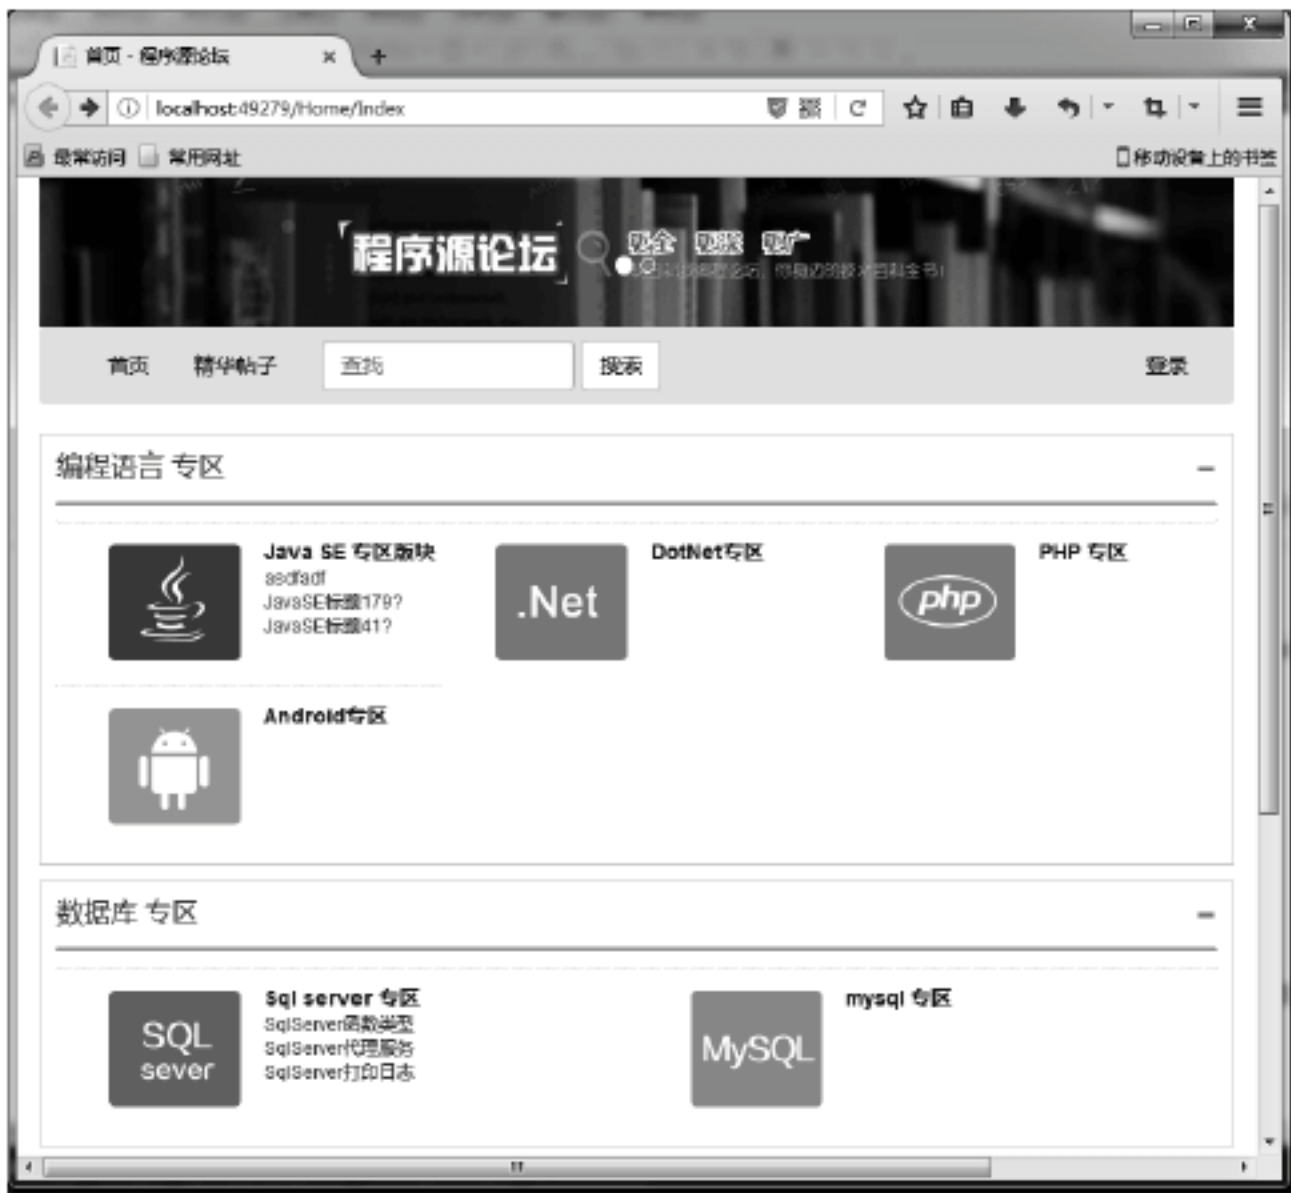 首页 - 程序源论坛
localhost:49279/Home/Index
最常访问 常用网址 移动设备上的书签
程序源论坛
首页 精华帖子 查找 搜索 登录
编程语言 专区
Java SE 专区版块
asdfadf
JavaSE标题179?
JavaSE标题41?
.Net
DotNet专区
php
PHP 专区
Android专区
数据库 专区
SQL
sever
Sql server 专区
SqlServer函数类型
SqlServer代理服务
SqlServer打印日志
MySQL
mysql 专区